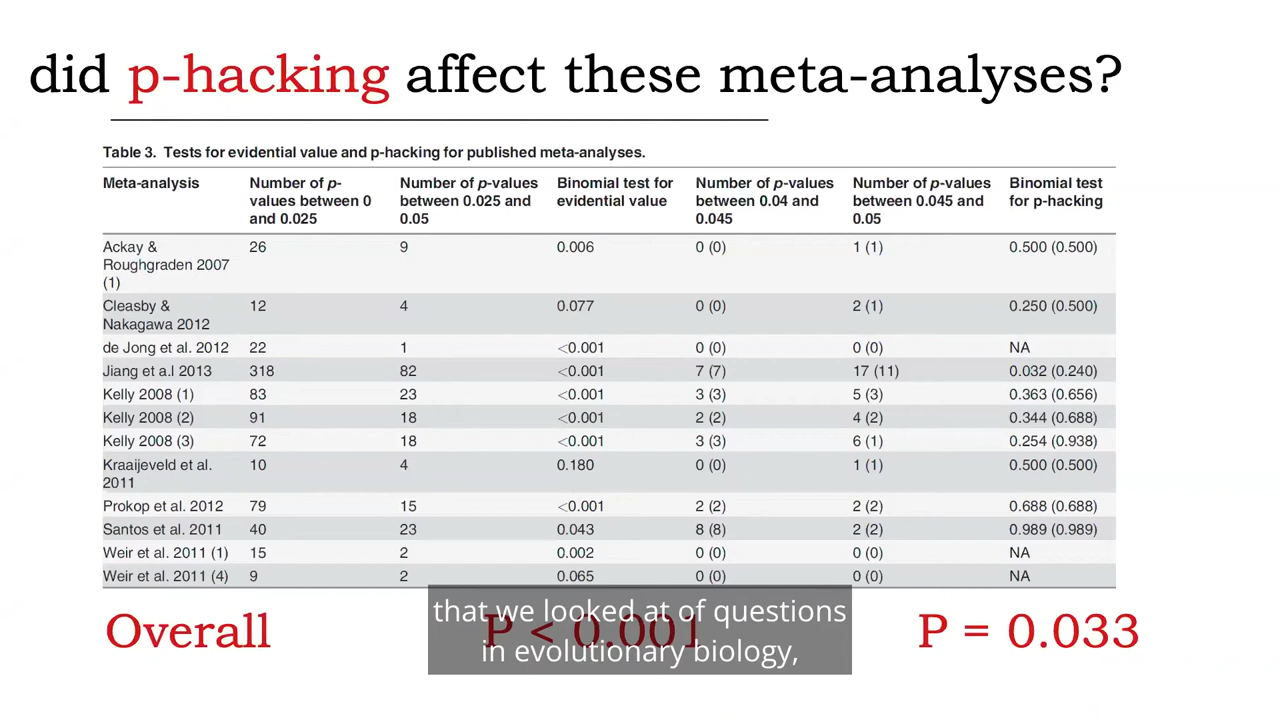 did p-hacking affect these meta-analyses?
Table 3. Tests for evidential value and p-hacking for published meta-analyses.
Meta-analysis | Number of p-values between 0 and 0.025 | Number of p-values between 0.025 and 0.05 | Binomial test for evidential value | Number of p-values between 0.04 and 0.045 | Number of p-values between 0.045 and 0.05 | Binomial test for p-hacking
Ackay & Roughgraden 2007 (1) | 26 | 9 | 0.006 | 0 (0) | 1 (1) | 0.500 (0.500)
Cleasby & Nakagawa 2012 | 12 | 4 | 0.077 | 0 (0) | 2 (1) | 0.250 (0.500)
de Jong et al. 2012 | 22 | 1 | <0.001 | 0 (0) | 0 (0) | NA
Jiang et a.l 2013 | 318 | 82 | <0.001 | 7 (7) | 17 (11) | 0.032 (0.240)
Kelly 2008 (1) | 83 | 23 | <0.001 | 3 (3) | 5 (3) | 0.363 (0.656)
Kelly 2008 (2) | 91 | 18 | <0.001 | 2 (2) | 4 (2) | 0.344 (0.688)
Kelly 2008 (3) | 72 | 18 | <0.001 | 3 (3) | 6 (1) | 0.254 (0.938)
Kraaijeveld et al. 2011 | 10 | 4 | 0.180 | 0 (0) | 1 (1) | 0.500 (0.500)
Prokop et al. 2012 | 79 | 15 | <0.001 | 2 (2) | 2 (2) | 0.688 (0.688)
Santos et al. 2011 | 40 | 23 | 0.043 | 8 (8) | 2 (2) | 0.989 (0.989)
Weir et al. 2011 (1) | 15 | 2 | 0.002 | 0 (0) | 0 (0) | NA
Weir et al. 2011 (4) | 9 | 2 | 0.065 | 0 (0) | 0 (0) | NA
Overall P < 0.001 P = 0.033
that we looked at of questions
in evolutionary biology,